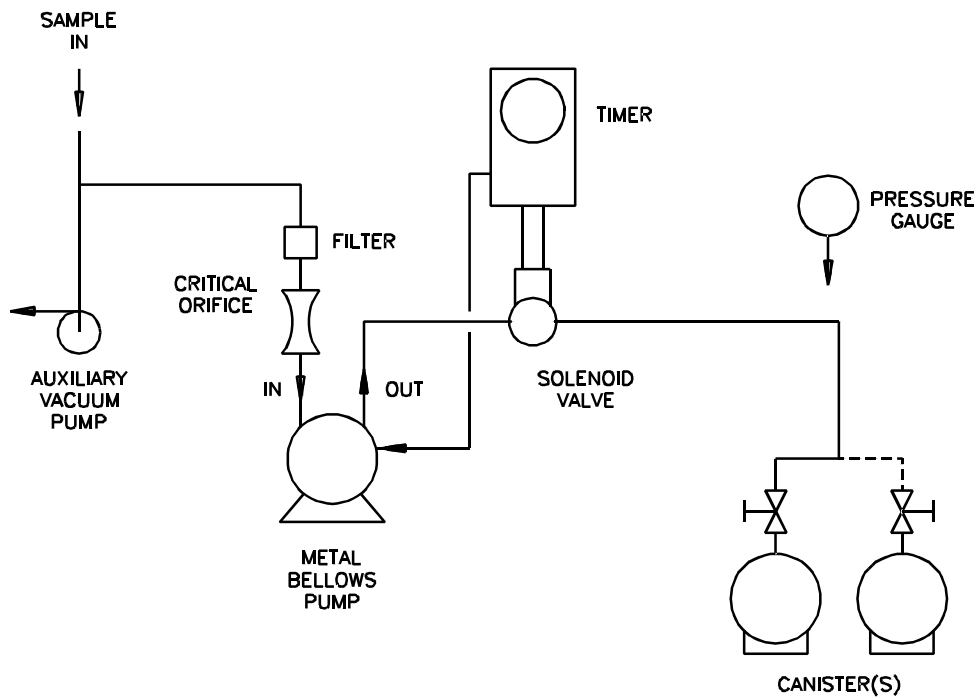 SAMPLE
IN
TIMER
PRESSURE
GAUGE
FILTER
CRITICAL
ORIFICE
IN
OUT
SOLENOID
VALVE
AUXILIARY
VACUUM
PUMP
METAL
BELLOWS
PUMP
CANISTER(S)